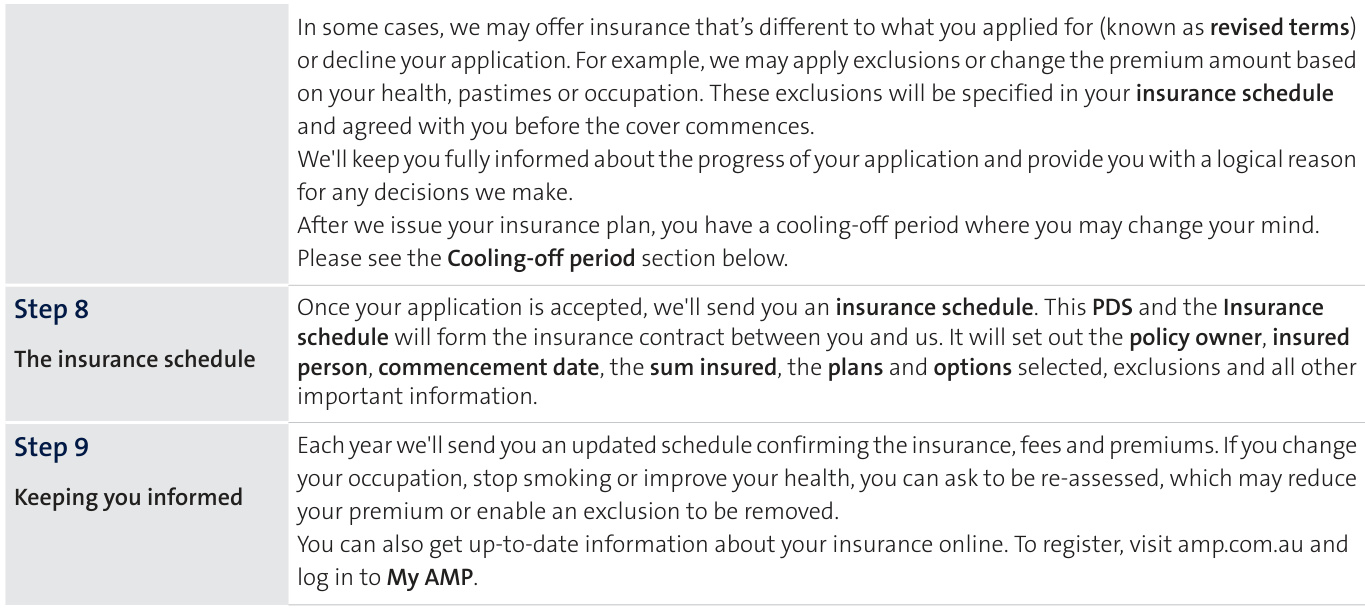 In some cases, we may offer insurance that’s different to what you applied for (known as revised terms)
or decline your application. For example, we may apply exclusions or change the premium amount based
on your health, pastimes or occupation. These exclusions will be specified in your insurance schedule
and agreed with you before the cover commences.
We'll keep you fully informed about the progress of your application and provide you with a logical reason
for any decisions we make.
After we issue your insurance plan, you have a cooling-off period where you may change your mind.
Please see the Cooling-off period section below.
Step 8
The insurance schedule
Once your application is accepted, we'll send you an insurance schedule. This PDS and the Insurance
schedule will form the insurance contract between you and us. It will set out the policy owner, insured
person, commencement date, the sum insured, the plans and options selected, exclusions and all other
important information.
Step 9
Keeping you informed
Each year we'll send you an updated schedule confirming the insurance, fees and premiums. If you change
your occupation, stop smoking or improve your health, you can ask to be re-assessed, which may reduce
your premium or enable an exclusion to be removed.
You can also get up-to-date information about your insurance online. To register, visit amp.com.au and
log in to My AMP.